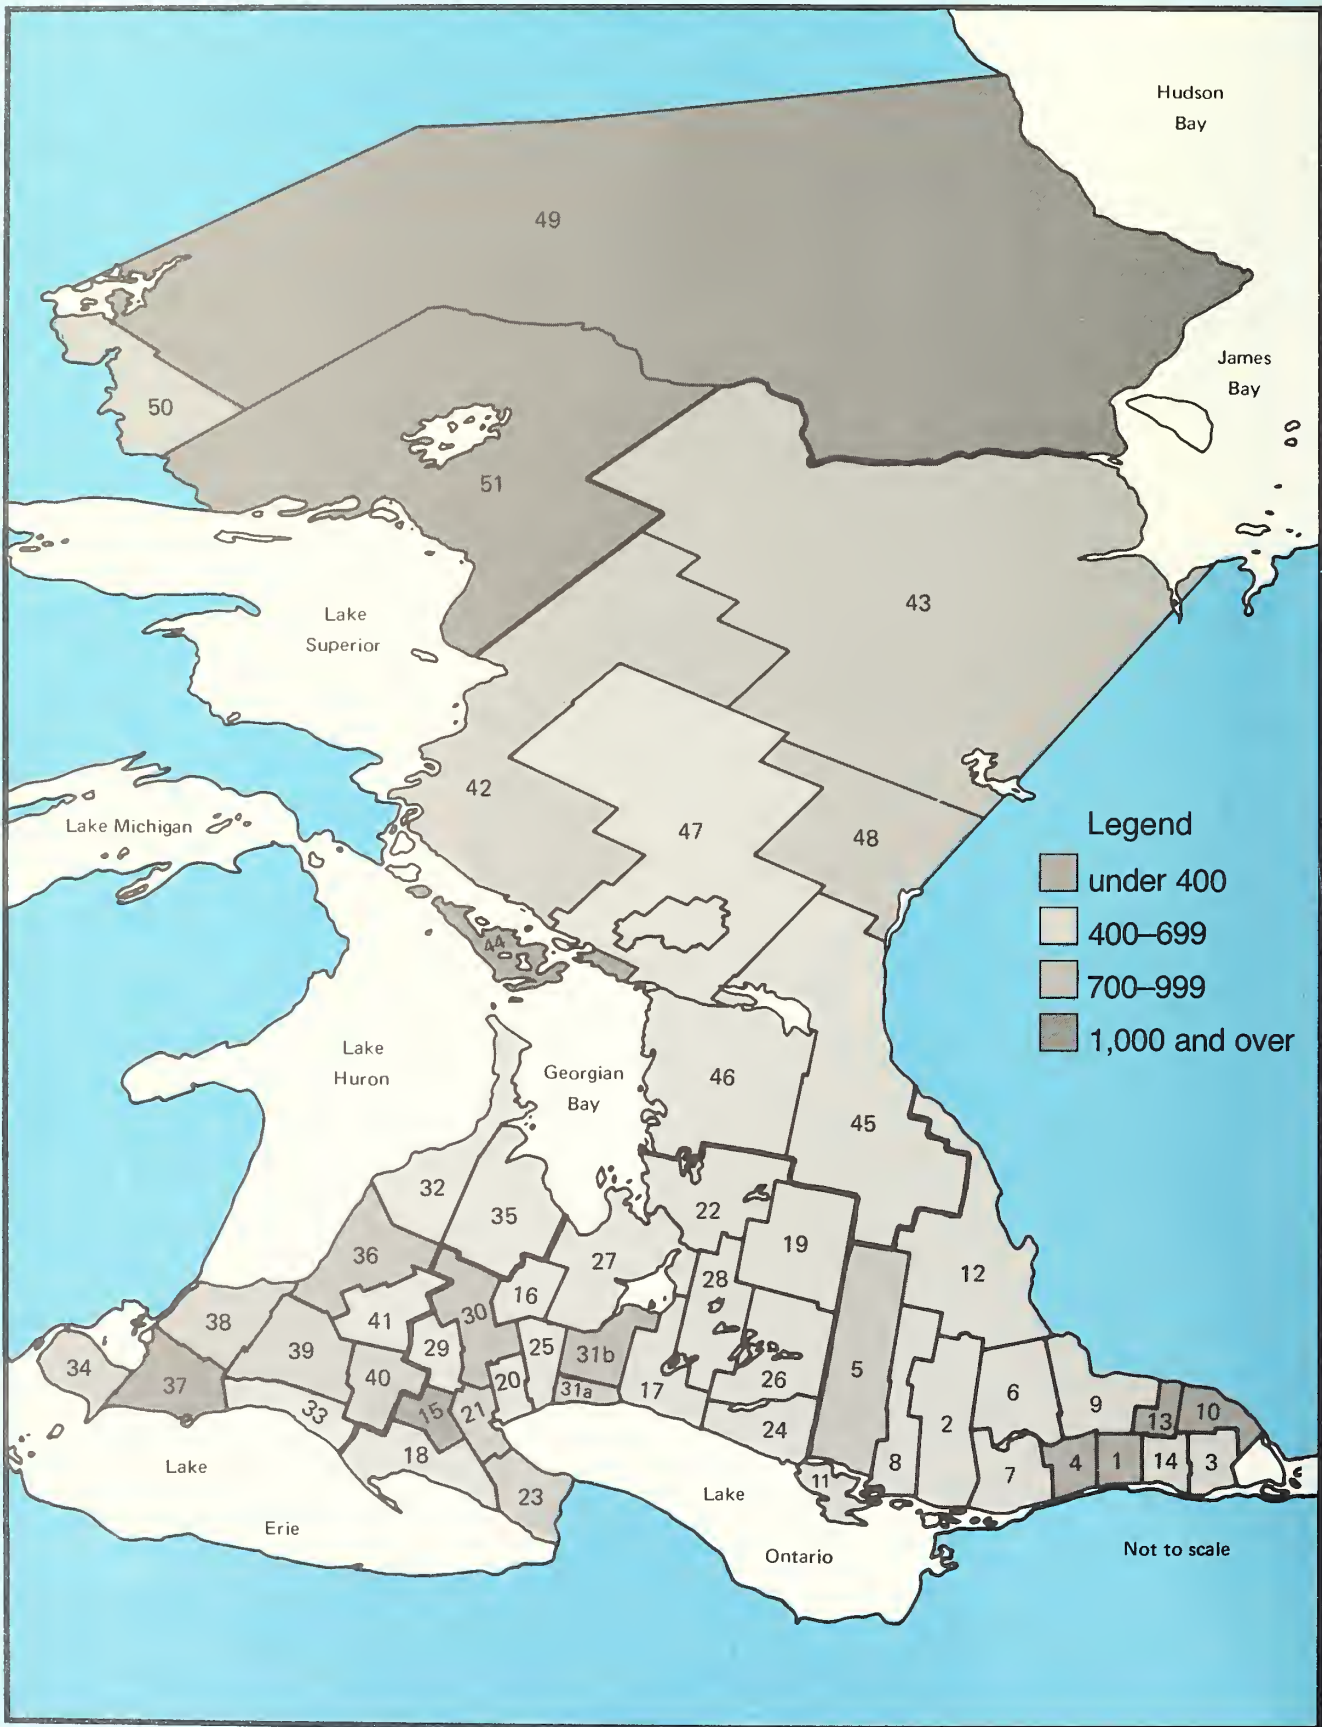 Hudson
Bay
49
James
Bay
50
51
43
Lake
Superior
42
47
48
Lake Michigan
Legend
under 400
400–699
700–999
1,000 and over
44
Lake
Huron
Georgian
Bay
46
45
32
35
22
19
36
27
28
12
38
41
30
16
39
29
25
31b
5
34
37
40
20
31a
17
26
6
9
33
15
21
24
2
13
10
18
8
7
4
1
14
3
23
11
Lake
Erie
Lake
Ontario
Not to scale